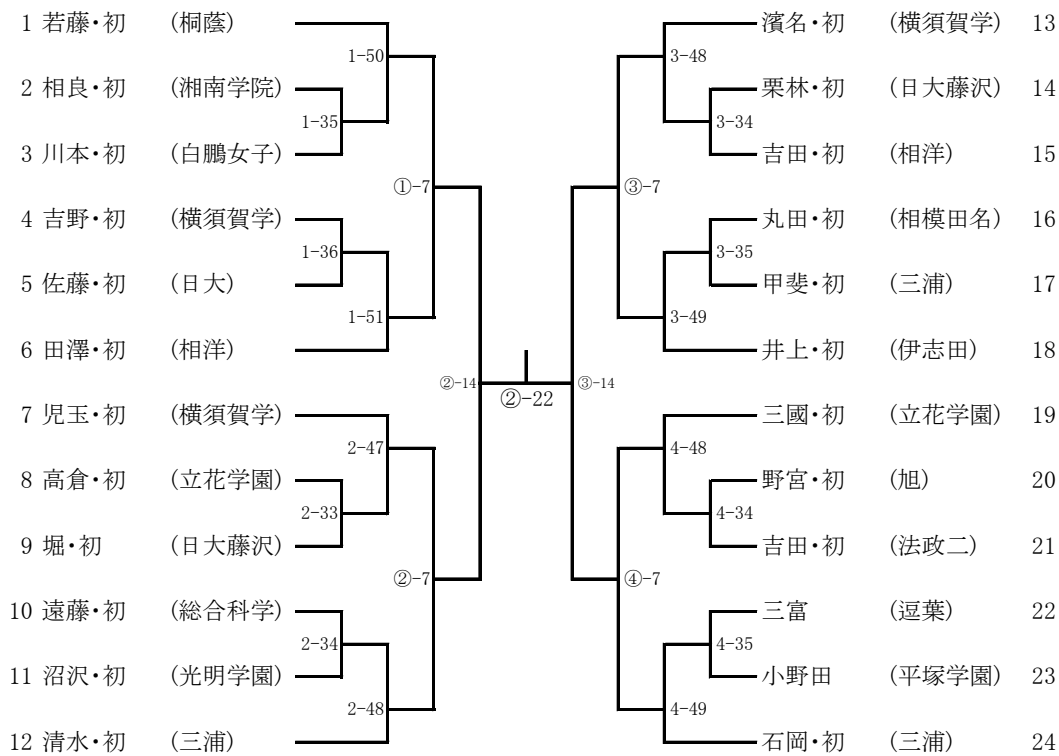 1 若藤・初 (桐蔭)
1-50
2 相良・初 (湘南学院)
1-35
3 川本・初 (白鵬女子)
①-7
4 吉野・初 (横須賀学)
1-36
5 佐藤・初 (日大)
1-51
6 田澤・初 (相洋)
②-14
7 児玉・初 (横須賀学)
2-47
8 高倉・初 (立花学園)
2-33
9 堀・初 (日大藤沢)
②-7
10 遠藤・初 (総合科学)
2-34
11 沼沢・初 (光明学園)
2-48
12 清水・初 (三浦)
②-22
濱名・初 (横須賀学) 13
3-48
栗林・初 (日大藤沢) 14
3-34
吉田・初 (相洋) 15
③-7
丸田・初 (相模田名) 16
3-35
甲斐・初 (三浦) 17
3-49
井上・初 (伊志田) 18
③-14
三國・初 (立花学園) 19
4-48
野宮・初 (旭) 20
4-34
吉田・初 (法政二) 21
④-7
三富 (逗葉) 22
4-35
小野田 (平塚学園) 23
4-49
石岡・初 (三浦) 24